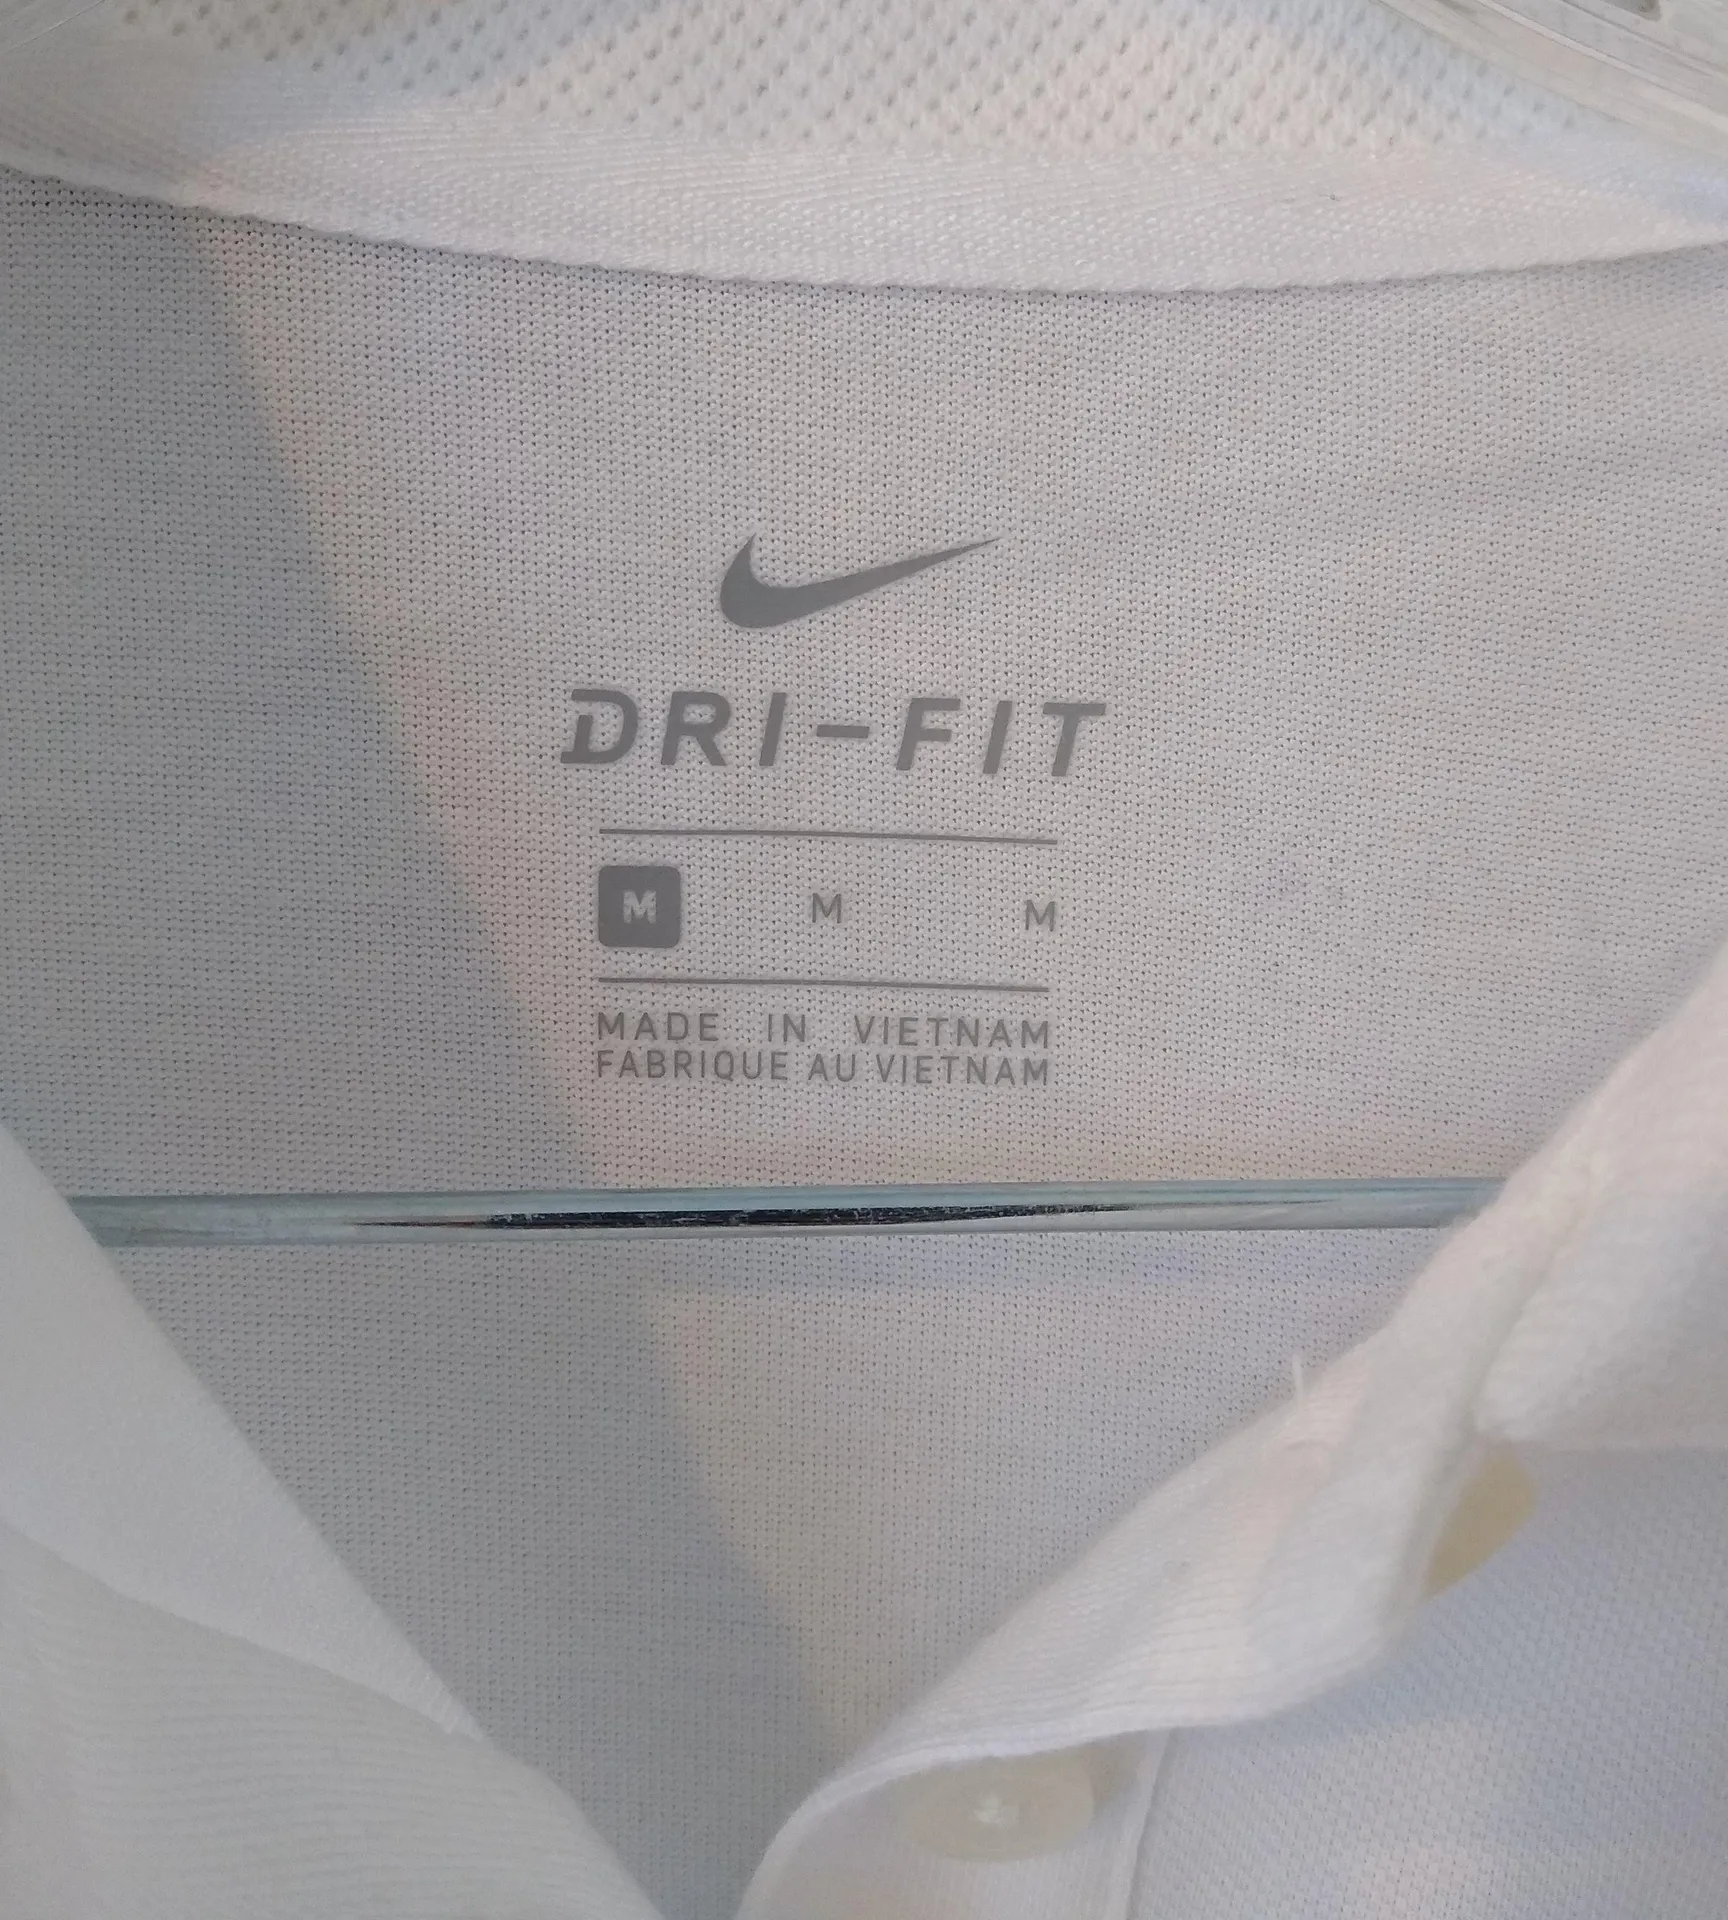 DRI-FIT
M M M
MADE IN VIETNAM
FABRIQUE AU VIETNAM